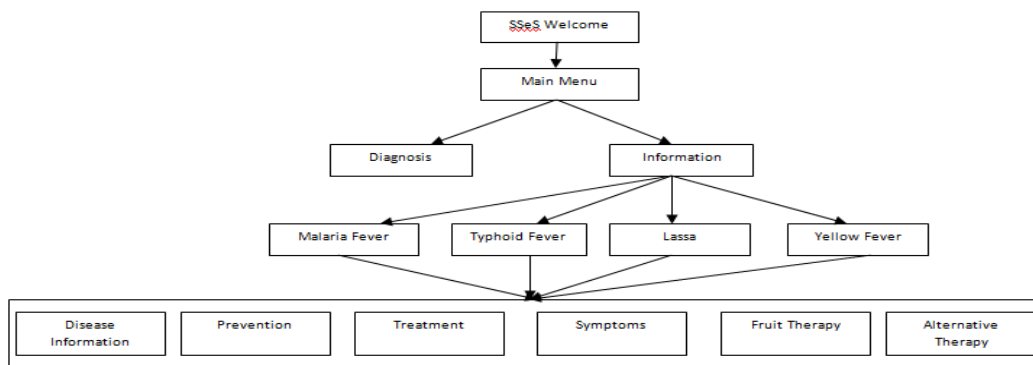 SSeS Welcome
Main Menu
Diagnosis
Information
Malaria Fever
Typhoid Fever
Lassa
Yellow Fever
Disease
Information
Prevention
Treatment
Symptoms
Fruit Therapy
Alternative
Therapy